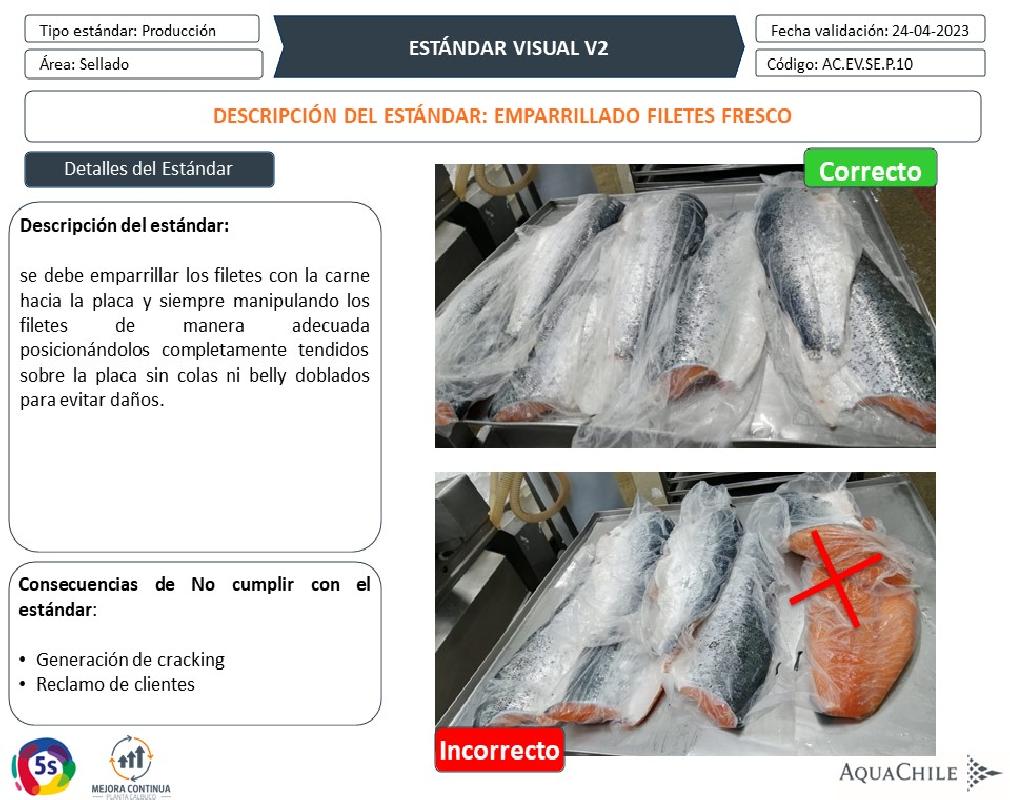 Tipo estándar: Producción
Área: Sellado
ESTÁNDAR VISUAL V2
Fecha validación: 24-04-2023
Código: AC.EV.SE.P.10
DESCRIPCIÓN DEL ESTÁNDAR: EMPARRILLADO FILETES FRESCO
Detalles del Estándar
Descripción del estándar:
se debe emparrillar los filetes con la carne
hacia la placa y siempre manipulando los
filetes de manera adecuada
posicionándolos completamente tendidos
sobre la placa sin colas ni belly doblados
para evitar daños.
Consecuencias de No cumplir con el
estándar:
• Generación de cracking
• Reclamo de clientes
Correcto
Incorrecto
5s
MEJORA CONTINUA
PLANTA CALBUCO
AQUACHILE